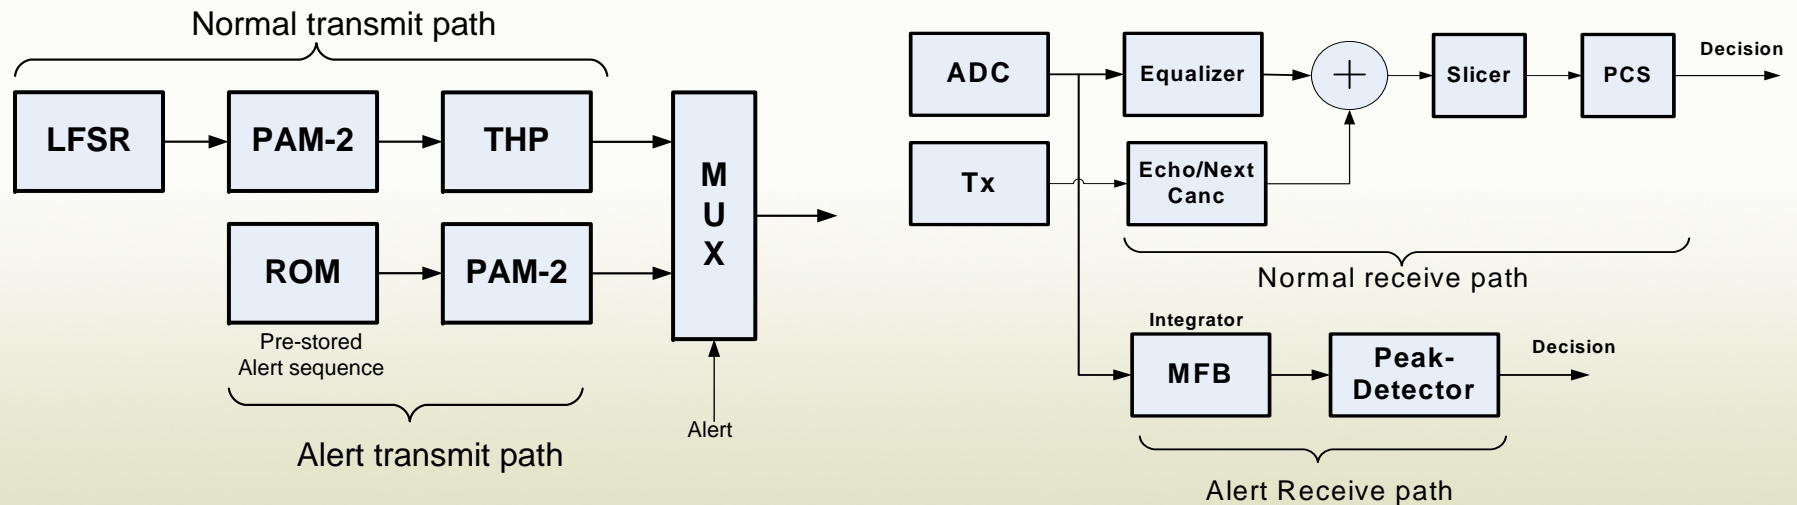 Normal transmit path
LFSR
PAM-2
THP
M
U
X
ROM
PAM-2
Pre-stored
Alert sequence
Alert transmit path
Alert
ADC
Equalizer
+
Slicer
PCS
Decision
Tx
Echo/Next
Canc
Normal receive path
Integrator
MFB
Peak-
Detector
Decision
Alert Receive path